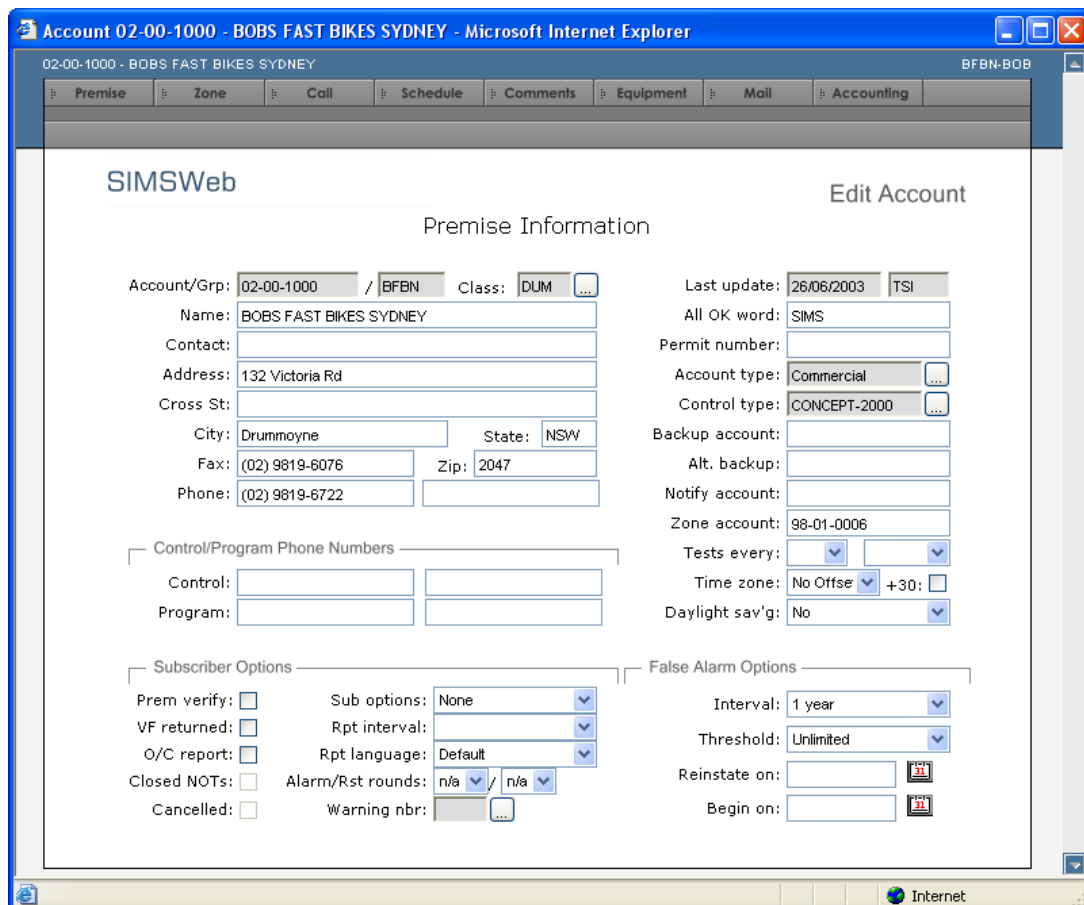 Account 02-00-1000 - BOBS FAST BIKES SYDNEY - Microsoft Internet Explorer
02-00-1000 - BOBS FAST BIKES SYDNEY BFBN-BOB
Premise Zone Call Schedule Comments Equipment Mail Accounting
SIMSWeb
Edit Account
Premise Information
Account/Grp: 02-00-1000 / BFBN Class: DUM ... Last update: 26/06/2003 TSI
Name: BOBS FAST BIKES SYDNEY All OK word: SIMS
Contact: Permit number:
Address: 132 Victoria Rd Account type: Commercial ...
Cross St: Control type: CONCEPT-2000 ...
City: Drummoyne State: NSW Backup account:
Fax: (02) 9819-6076 Zip: 2047 Alt. backup:
Phone: (02) 9819-6722 Notify account:
Zone account: 98-01-0006
Control/Program Phone Numbers Tests every:
Control: Time zone: No Offse +30:
Program: Daylight sav'g: No
Subscriber Options False Alarm Options
Prem verify: Sub options: None Interval: 1 year
VF returned: Rpt interval:
O/C report: Rpt language: Default Threshold: Unlimited
Closed NOTs: Alarm/Rst rounds: n/a / n/a Reinstate on: 31
Cancelled: Warning nbr: ... Begin on: 31
Internet